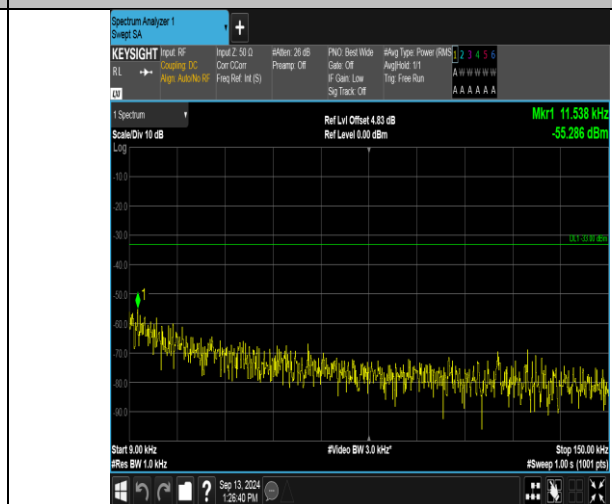 Spectrum Analyzer 1
Swept SA
+
KEYSIGHT
RL
LXI
Input: RF
Coupling: DC
Align: Auto/No RF
Input Z: 50 Ω
Corr CCorr
Freq Ref: Int (S)
#Atten: 26 dB
Preamp: Off
PNO: Best Wide
Gate: Off
IF Gain: Low
Sig Track: Off
#Avg Type: Power (RMS)
Avg|Hold: 1/1
Trig: Free Run
1 2 3 4 5 6
A W W W W W
A A A A A A
1 Spectrum
Scale/Div 10 dB
Ref Lvl Offset 4.83 dB
Ref Level 0.00 dBm
Mkr1 11.538 kHz
-55.286 dBm
Log
-10.0
-30.0
DL1 -33.00 dBm
-40.0
-50.0
1
-60.0
-70.0
-80.0
-90.0
Start 9.00 kHz
#Video BW 3.0 kHz*
Stop 150.00 kHz
#Res BW 1.0 kHz
#Sweep 1.00 s (1001 pts)
?
Sep 13, 2024
1:26:40 PM